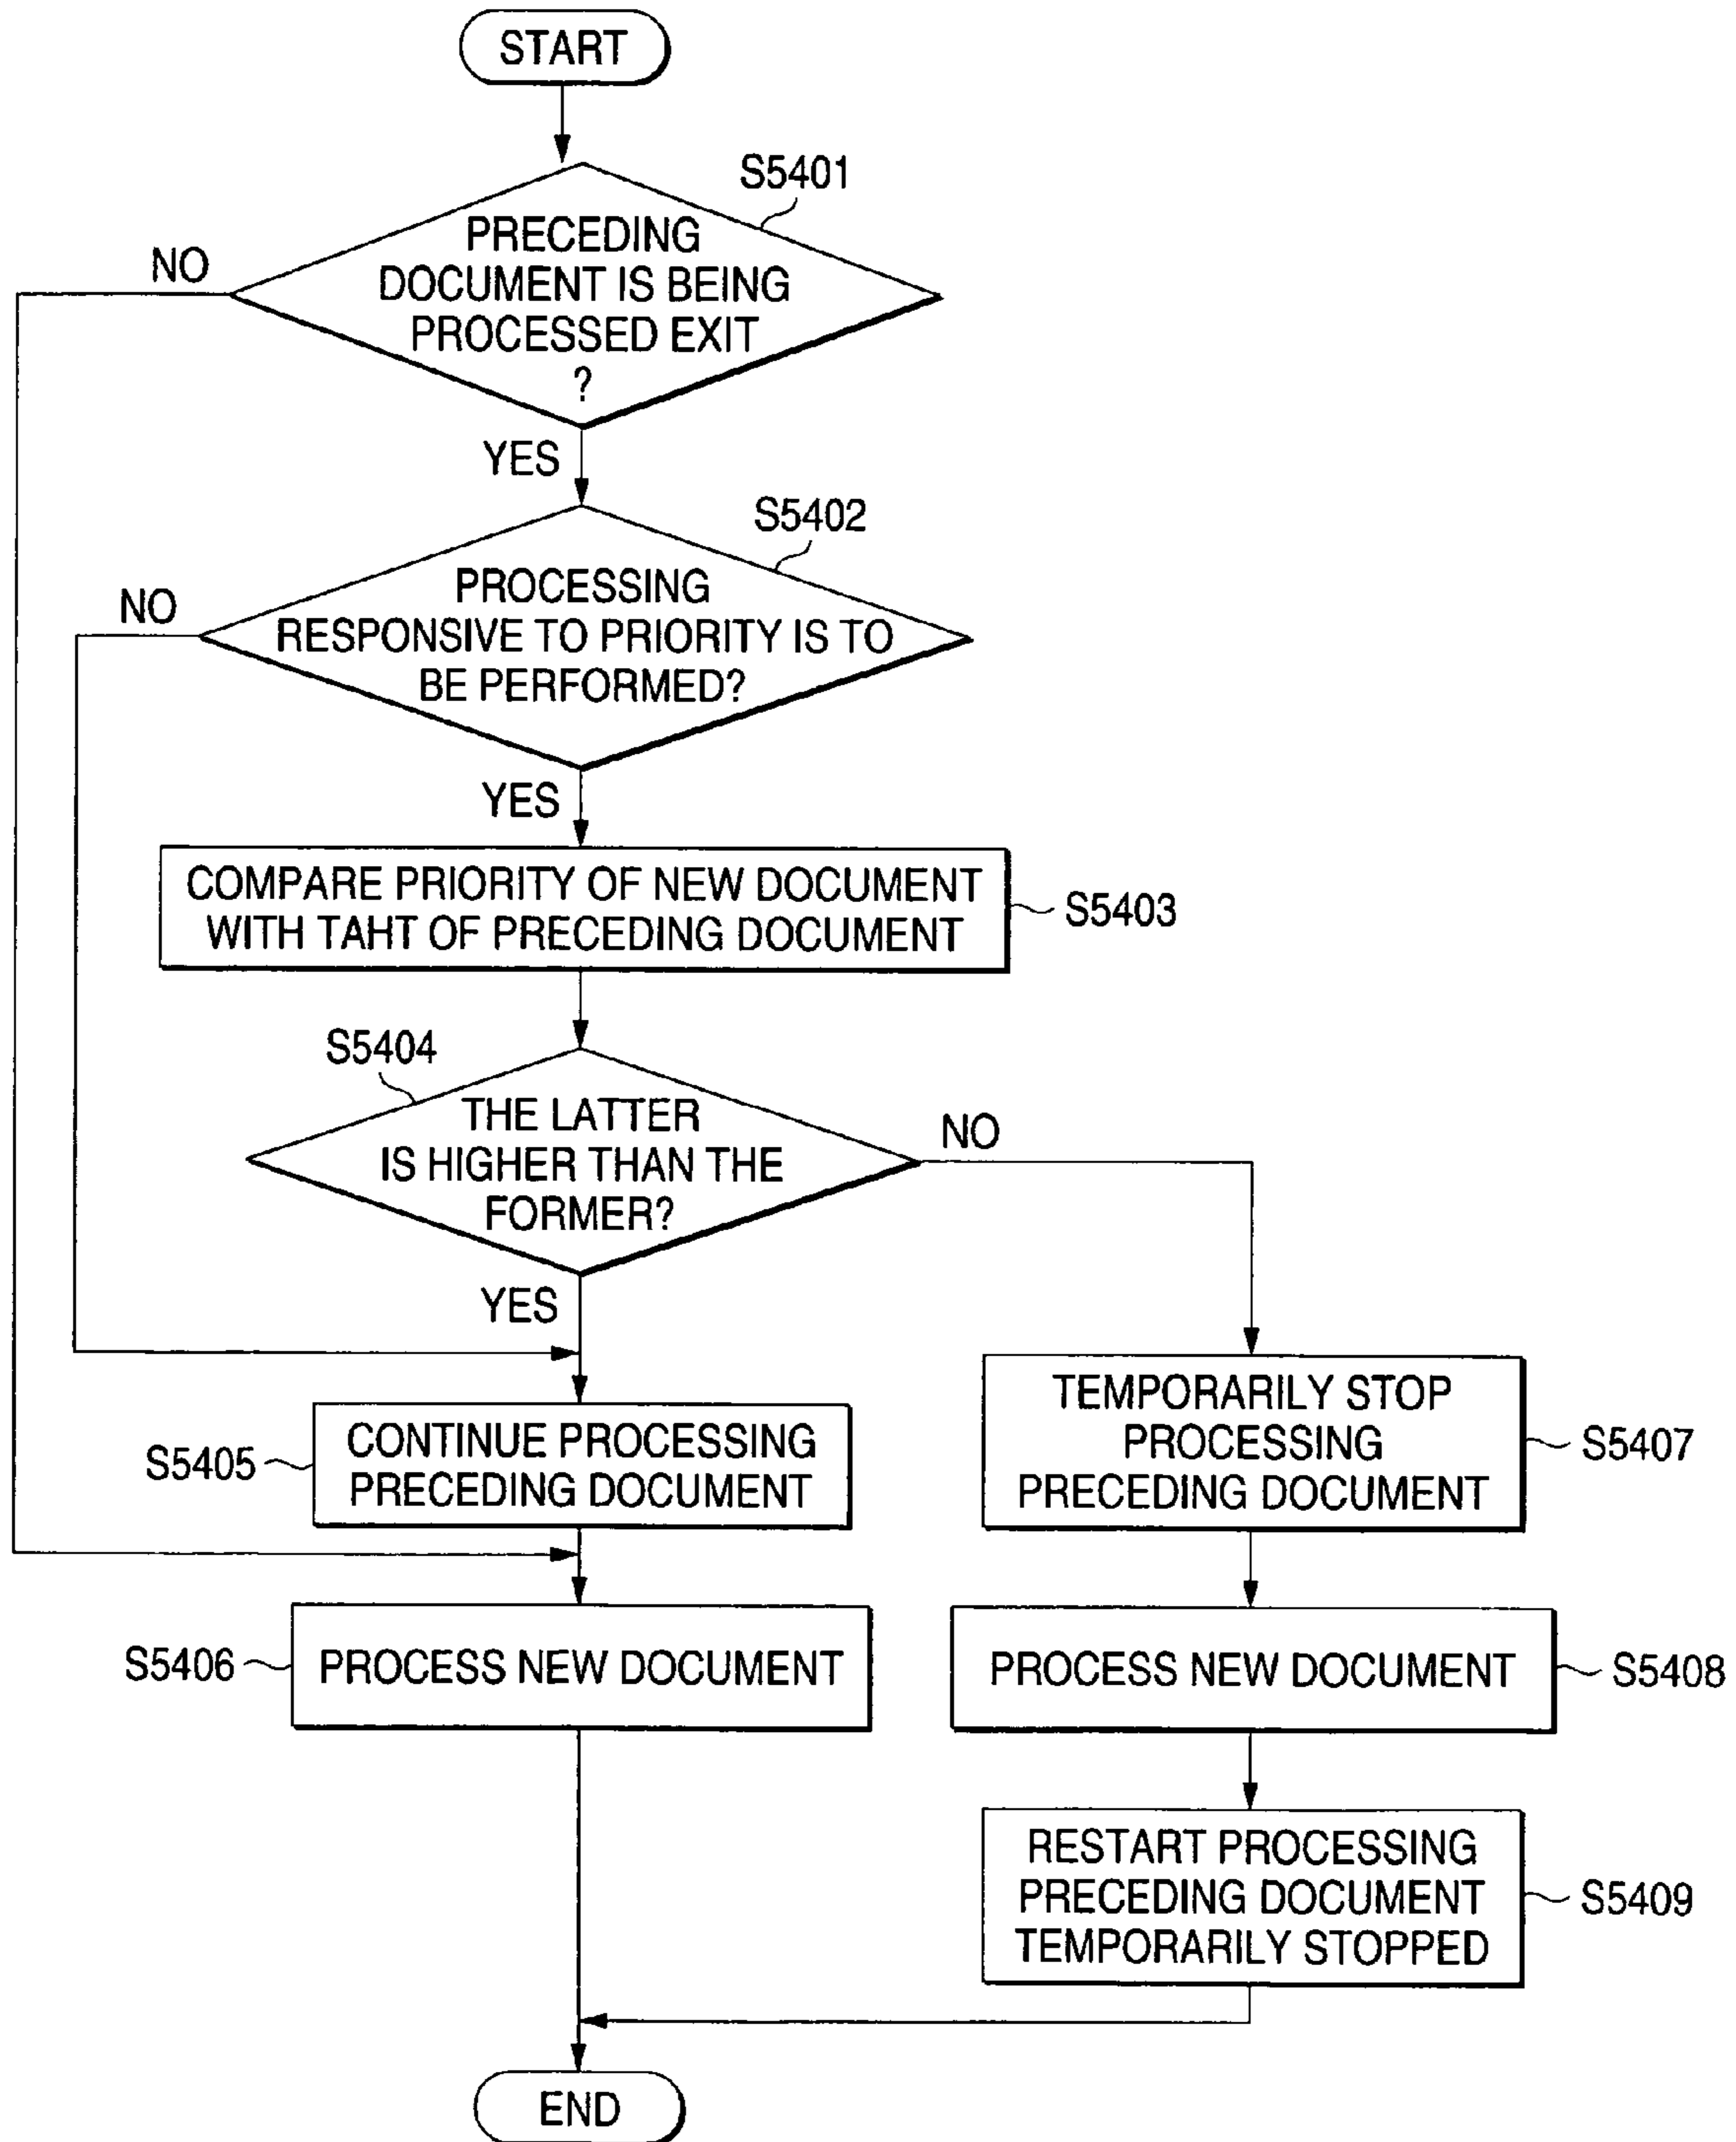 START
S5401
PRECEDING
DOCUMENT IS BEING
PROCESSED EXIT
?
NO
YES
S5402
PROCESSING
RESPONSIVE TO PRIORITY IS TO
BE PERFORMED?
NO
YES
COMPARE PRIORITY OF NEW DOCUMENT
WITH TAHT OF PRECEDING DOCUMENT
S5403
S5404
THE LATTER
IS HIGHER THAN THE
FORMER?
NO
YES
S5405
CONTINUE PROCESSING
PRECEDING DOCUMENT
TEMPORARILY STOP
PROCESSING
PRECEDING DOCUMENT
S5407
S5406
PROCESS NEW DOCUMENT
PROCESS NEW DOCUMENT
S5408
RESTART PROCESSING
PRECEDING DOCUMENT
TEMPORARILY STOPPED
S5409
END